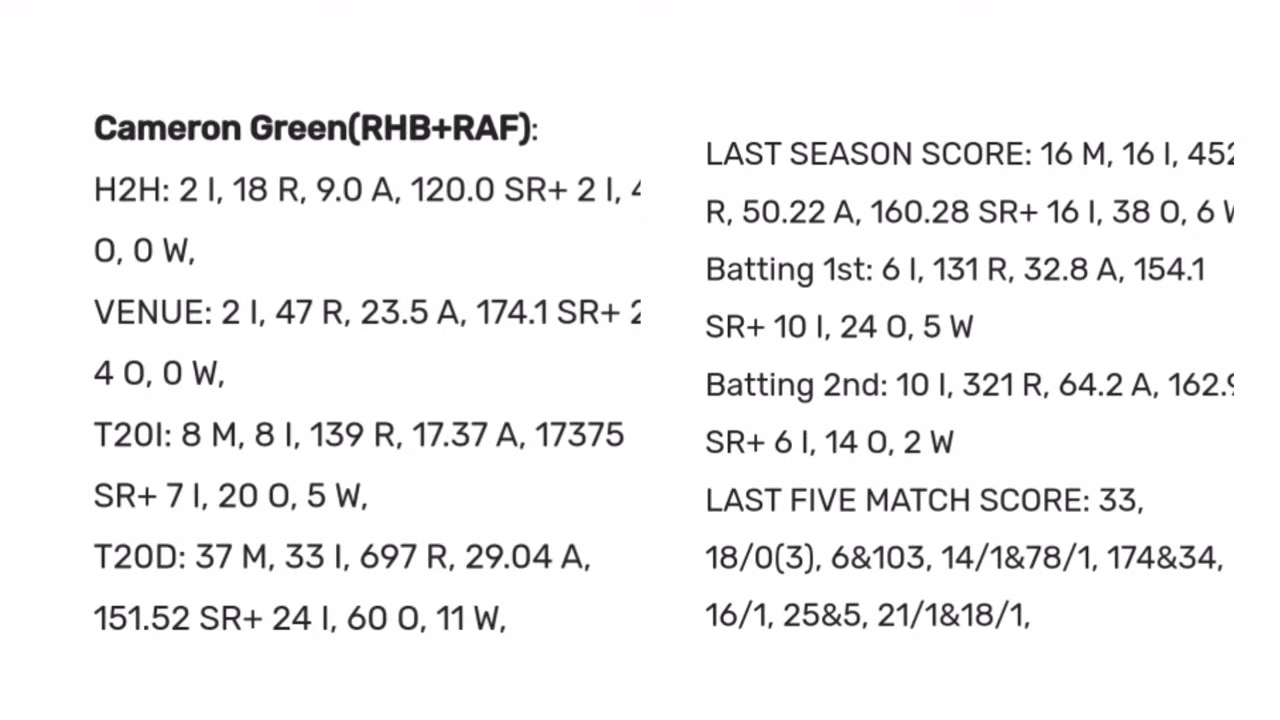 Cameron Green(RHB+RAF):
H2H: 2 I, 18 R, 9.0 A, 120.0 SR+ 2 I,
O, 0 W,
VENUE: 2 I, 47 R, 23.5 A, 174.1 SR+ 2
4 O, 0 W,
T20I: 8 M, 8 I, 139 R, 17.37 A, 17375
SR+ 7 I, 20 O, 5 W,
T20D: 37 M, 33 I, 697 R, 29.04 A,
151.52 SR+ 24 I, 60 O, 11 W,
LAST SEASON SCORE: 16 M, 16 I, 452
R, 50.22 A, 160.28 SR+ 16 I, 38 O, 6 W
Batting 1st: 6 I, 131 R, 32.8 A, 154.1
SR+ 10 I, 24 O, 5 W
Batting 2nd: 10 I, 321 R, 64.2 A, 162.9
SR+ 6 I, 14 O, 2 W
LAST FIVE MATCH SCORE: 33,
18/0(3), 6&103, 14/1&78/1, 174&34,
16/1, 25&5, 21/1&18/1,